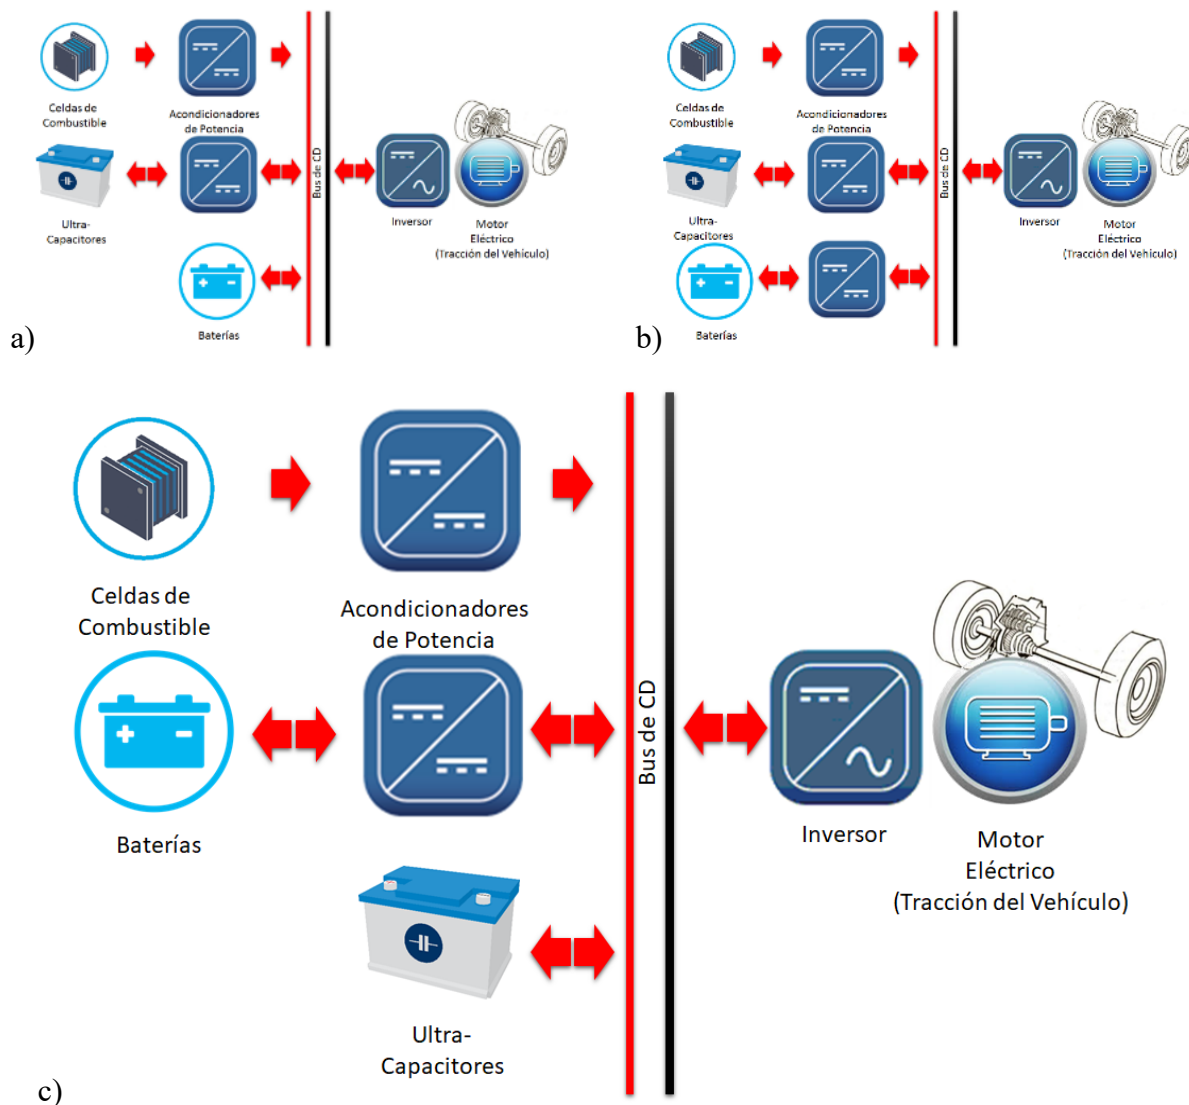 Celdas de
Combustible
Acondicionadores
de Potencia
Ultra-
Capacitores
Baterías
Bus de CD
Inversor
Motor
Eléctrico
(Tracción del Vehículo)
a)
Celdas de
Combustible
Acondicionadores
de Potencia
Ultra-
Capacitores
Baterías
Bus de CD
Inversor
Motor
Eléctrico
(Tracción del Vehículo)
b)
Celdas de
Combustible
Acondicionadores
de Potencia
Baterías
Ultra-
Capacitores
Bus de CD
Inversor
Motor
Eléctrico
(Tracción del Vehículo)
c)